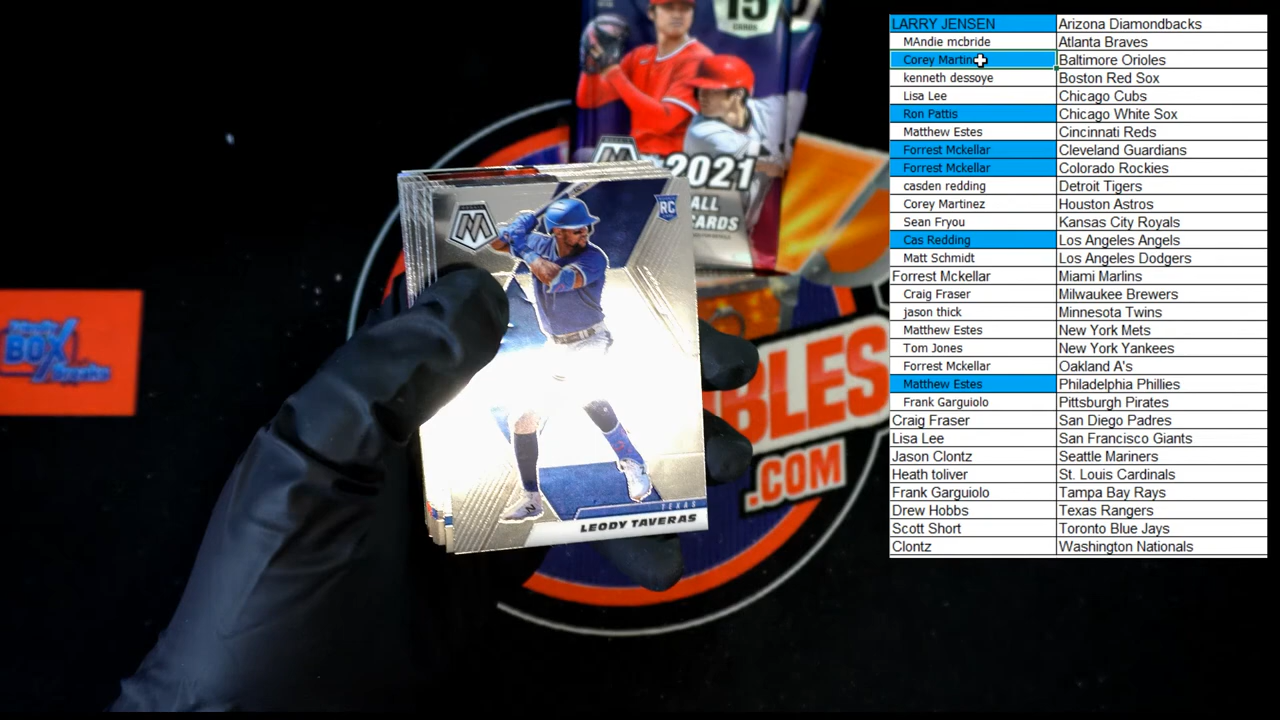 15
CARDS
2021
ALL
CARDS
M
RC
TEXAS
LEODY TAVERAS
BOX
BLES
.COM
LARRY JENSEN Arizona Diamondbacks
MAndie mcbride Atlanta Braves
Corey Martin Baltimore Orioles
kenneth dessoye Boston Red Sox
Lisa Lee Chicago Cubs
Ron Pattis Chicago White Sox
Matthew Estes Cincinnati Reds
Forrest Mckellar Cleveland Guardians
Forrest Mckellar Colorado Rockies
casden redding Detroit Tigers
Corey Martinez Houston Astros
Sean Fryou Kansas City Royals
Cas Redding Los Angeles Angels
Matt Schmidt Los Angeles Dodgers
Forrest Mckellar Miami Marlins
Craig Fraser Milwaukee Brewers
jason thick Minnesota Twins
Matthew Estes New York Mets
Tom Jones New York Yankees
Forrest Mckellar Oakland A's
Matthew Estes Philadelphia Phillies
Frank Garguiolo Pittsburgh Pirates
Craig Fraser San Diego Padres
Lisa Lee San Francisco Giants
Jason Clontz Seattle Mariners
Heath toliver St. Louis Cardinals
Frank Garguiolo Tampa Bay Rays
Drew Hobbs Texas Rangers
Scott Short Toronto Blue Jays
Clontz Washington Nationals